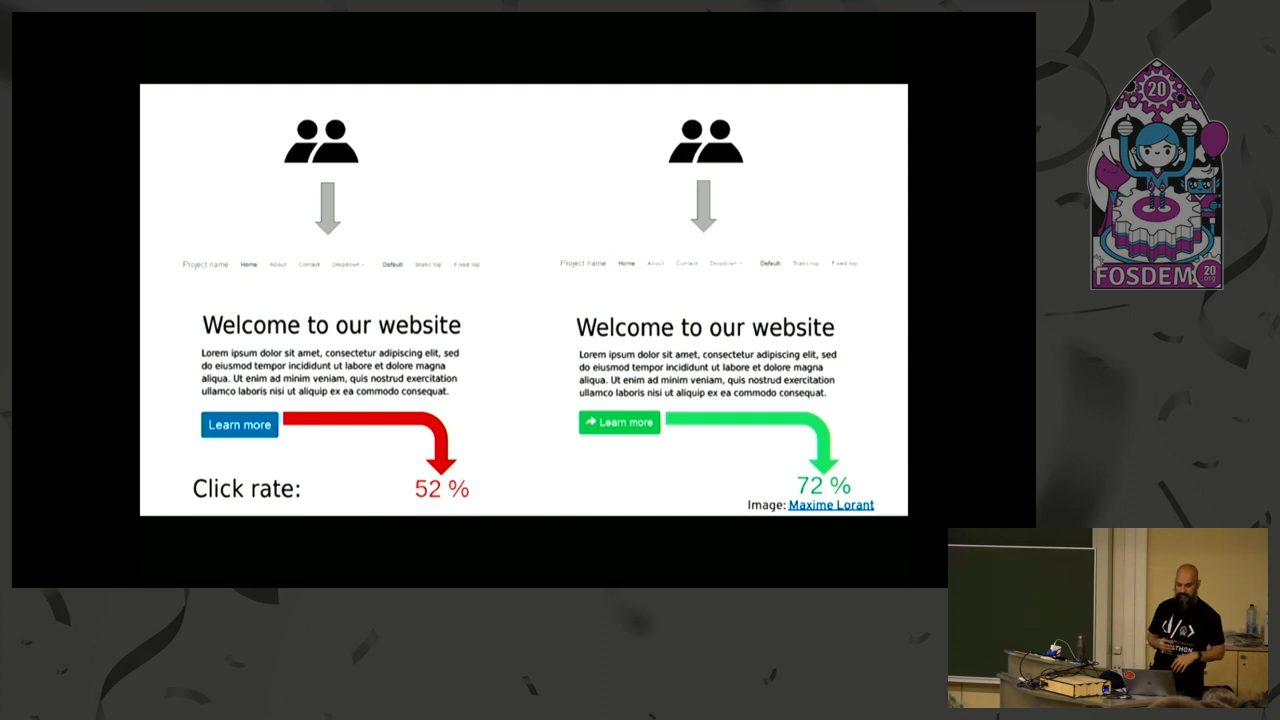 Project name Home About Contact Dropdown Default Static top Fixed top
Welcome to our website
Lorem ipsum dolor sit amet, consectetur adipiscing elit, sed
do eiusmod tempor incididunt ut labore et dolore magna
aliqua. Ut enim ad minim veniam, quis nostrud exercitation
ullamco laboris nisi ut aliquip ex ea commodo consequat.
Learn more
Click rate:
52 %
Project name Home About Contact Dropdown Default Static top Fixed top
Welcome to our website
Lorem ipsum dolor sit amet, consectetur adipiscing elit, sed
do eiusmod tempor incididunt ut labore et dolore magna
aliqua. Ut enim ad minim veniam, quis nostrud exercitation
ullamco laboris nisi ut aliquip ex ea commodo consequat.
Learn more
72 %
Image: Maxime Lorant
20
FOSDEM
20
.org